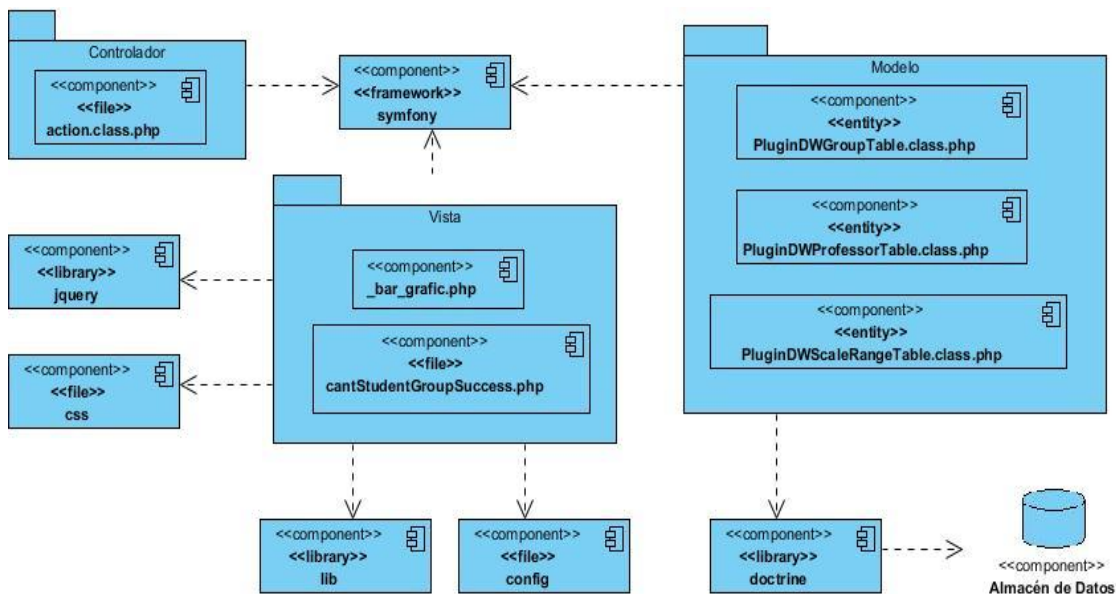 Controlador
<<component>>
<<file>>
action.class.php
<<component>>
<<framework>>
symfony
Modelo
<<component>>
<<entity>>
PluginDWGroupTable.class.php
<<component>>
<<entity>>
PluginDWProfessorTable.class.php
<<component>>
<<entity>>
PluginDWScaleRangeTable.class.php
Vista
<<component>>
_bar_grafic.php
<<component>>
<<file>>
cantStudentGroupSuccess.php
<<component>>
<<library>>
jquery
<<component>>
<<file>>
css
<<component>>
<<library>>
lib
<<component>>
<<file>>
config
<<component>>
<<library>>
doctrine
<<component>>
Almacén de Datos